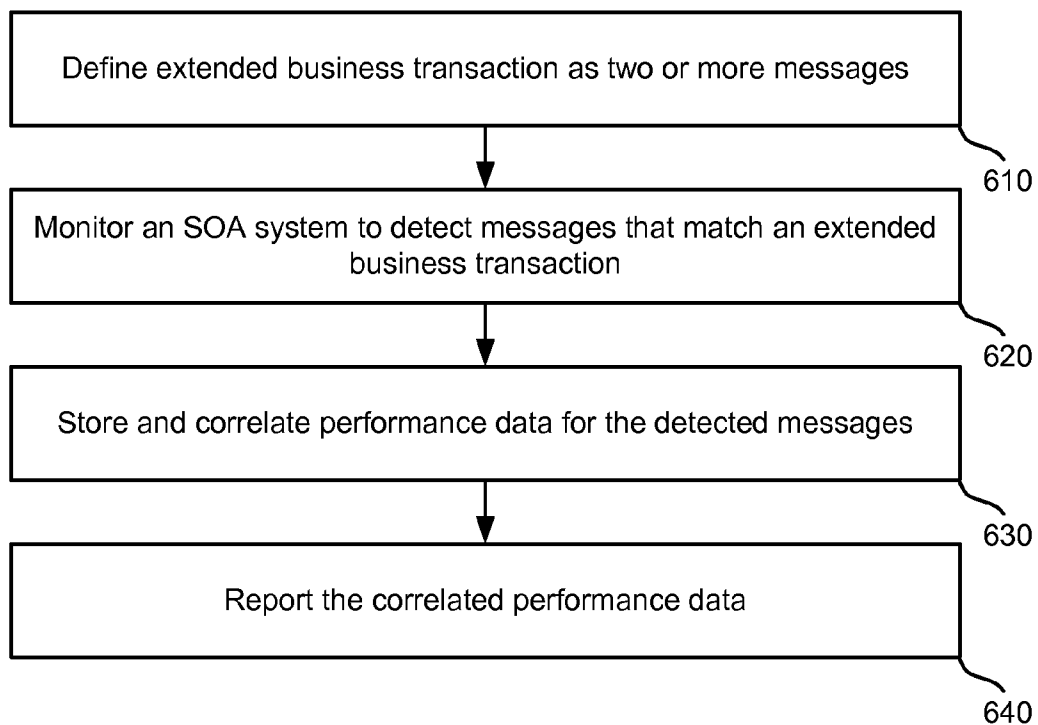 Define extended business transaction as two or more messages
610
Monitor an SOA system to detect messages that match an extended
business transaction
620
Store and correlate performance data for the detected messages
630
Report the correlated performance data
640